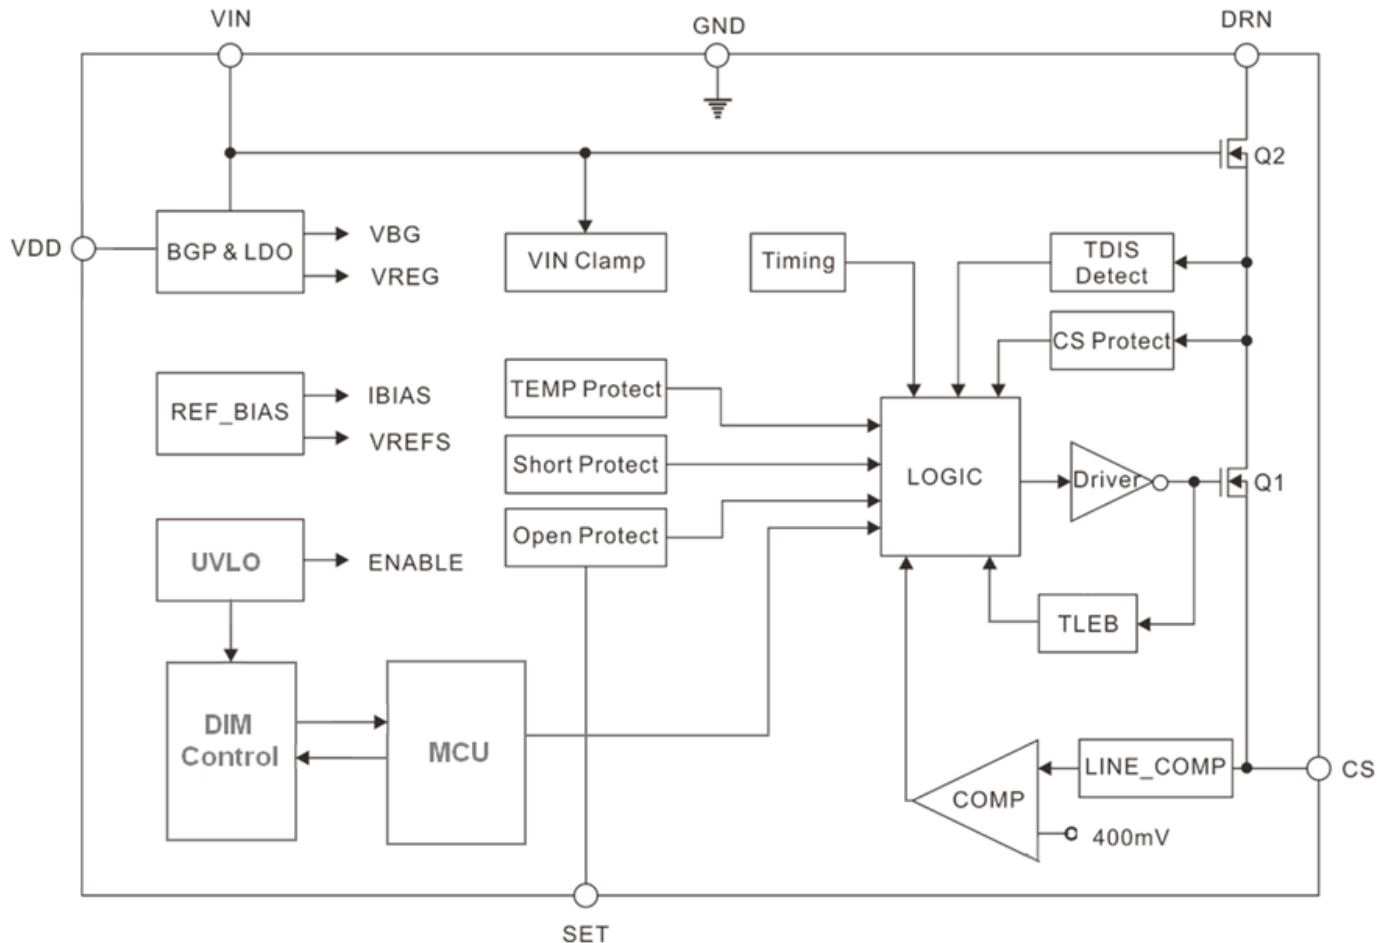 VIN
GND
DRN
Q2
VDD
BGP & LDO
VBG
VREG
VIN Clamp
Timing
TDIS
Detect
CS Protect
REF_BIAS
IBIAS
VREFS
TEMP Protect
Short Protect
Open Protect
LOGIC
Driver
Q1
UVLO
ENABLE
TLEB
DIM
Control
MCU
COMP
LINE_COMP
CS
400mV
SET